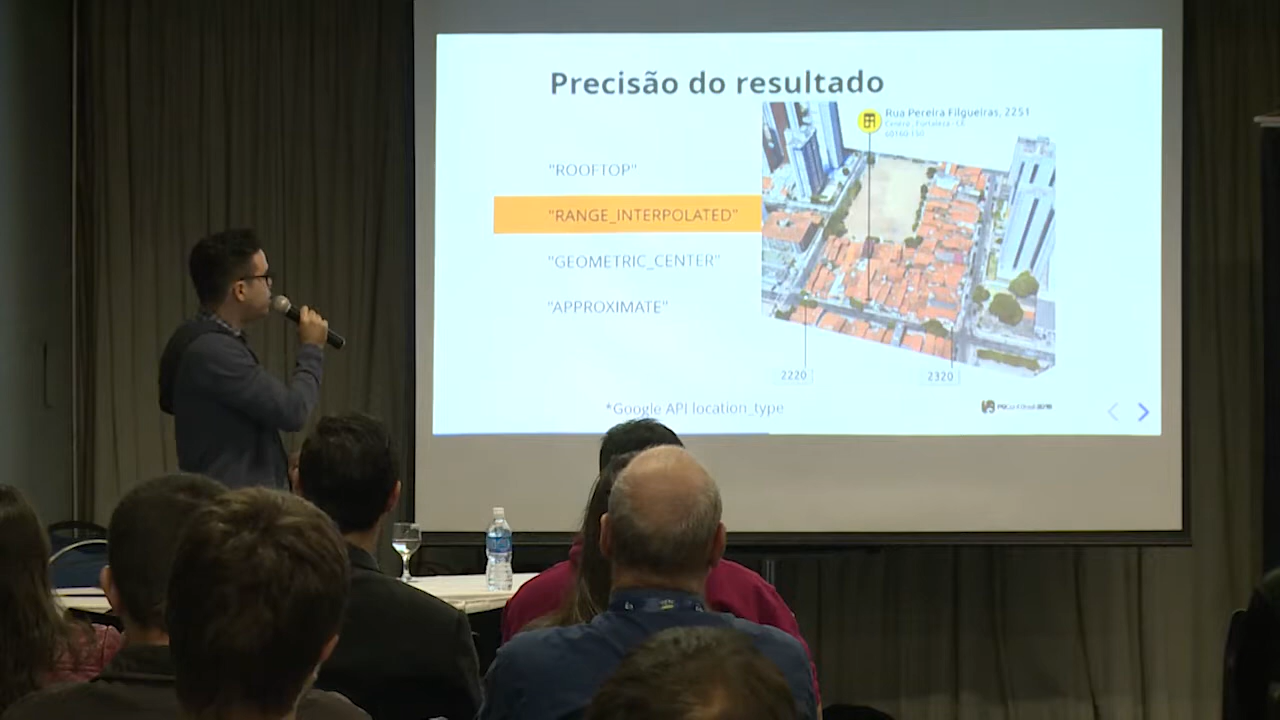 Precisão do resultado
Rua Pereira Filgueiras, 2251
"ROOFTOP"
"RANGE_INTERPOLATED"
"GEOMETRIC_CENTER"
"APPROXIMATE"
2220
2320
*Google API location_type